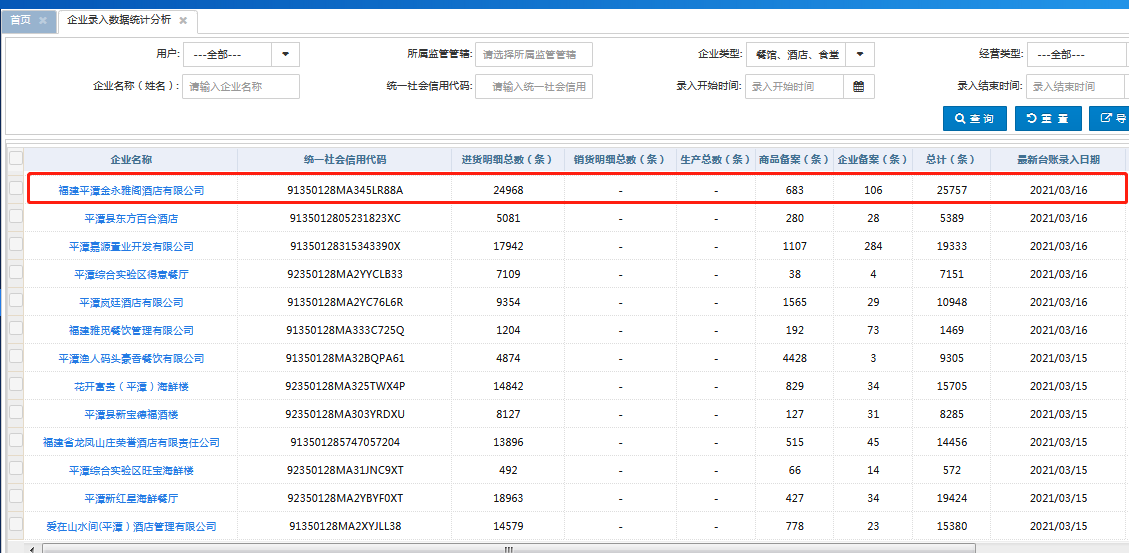 首页 企业录入数据统计分析
用户: ---全部--- 所属监管管辖: 请选择所属监管管辖 企业类型: 餐馆、酒店、食堂 经营类型: ---全部---
企业名称（姓名）: 请输入企业名称 统一社会信用代码: 请输入统一社会信用 录入开始时间: 录入开始时间 录入结束时间: 录入结束时间
查 询 重 置 导
企业名称 统一社会信用代码 进货明细总数（条） 销货明细总数（条） 生产总数（条） 商品备案（条） 企业备案（条） 总计（条） 最新台账录入日期
福建平潭金永雅阁酒店有限公司 91350128MA345LR88A 24968 - - 683 106 25757 2021/03/16
平潭县东方百合酒店 9135012805231823XC 5081 - - 280 28 5389 2021/03/16
平潭嘉源置业开发有限公司 91350128315343390X 17942 - - 1107 284 19333 2021/03/16
平潭综合实验区得意餐厅 92350128MA2YYCLB33 7109 - - 38 4 7151 2021/03/16
平潭岚廷酒店有限公司 91350128MA2YC76L6R 9354 - - 1565 29 10948 2021/03/16
福建雅觅餐饮管理有限公司 91350128MA333C725Q 1204 - - 192 73 1469 2021/03/16
平潭渔人码头豪香餐饮有限公司 91350128MA32BQPA61 4874 - - 4428 3 9305 2021/03/15
花开富贵（平潭）海鲜楼 92350128MA325TWX4P 14842 - - 829 34 15705 2021/03/15
平潭县新宝德福酒楼 92350128MA303YRDXU 8127 - - 127 31 8285 2021/03/15
福建省龙凤山庄荣誉酒店有限责任公司 913501285747057204 13896 - - 515 45 14456 2021/03/15
平潭综合实验区旺宝海鲜楼 92350128MA31JNC9XT 492 - - 66 14 572 2021/03/15
平潭新红星海鲜餐厅 92350128MA2YBYF0XT 18963 - - 427 34 19424 2021/03/15
爱在山水间(平潭）酒店管理有限公司 91350128MA2XYJLL38 14579 - - 778 23 15380 2021/03/15